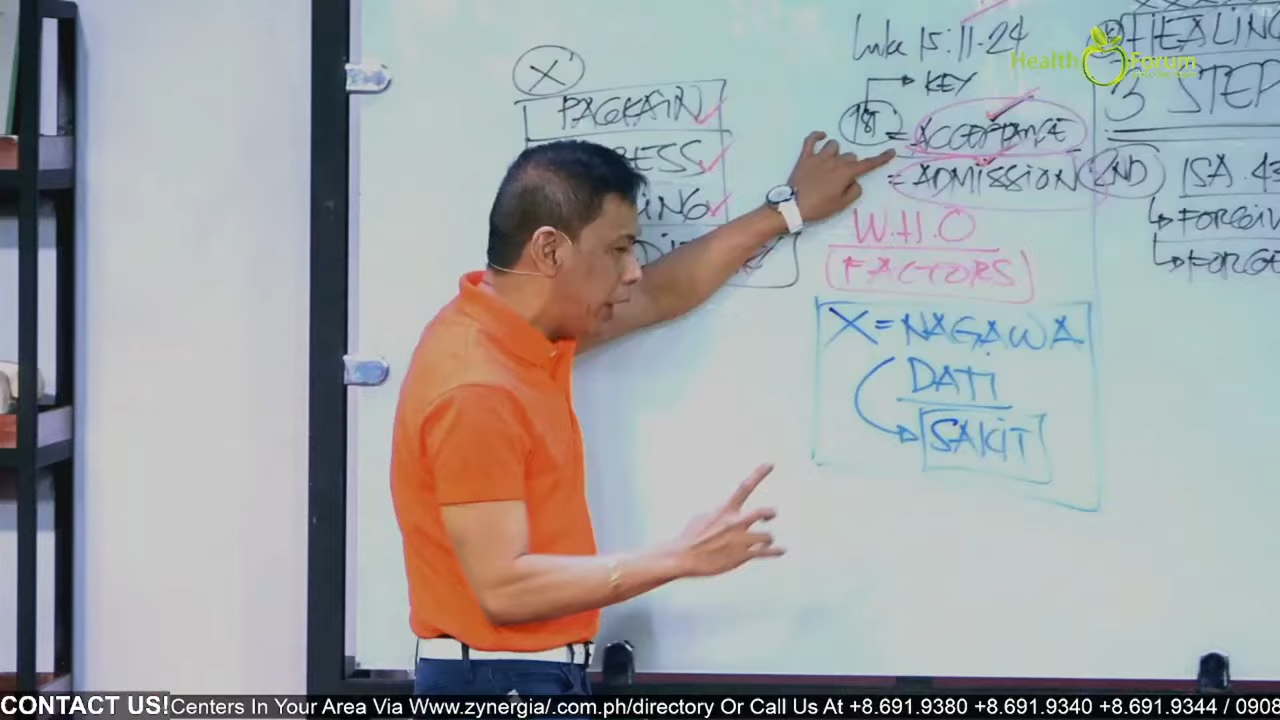 X
PAGKAIN
Luke 15:11-24
KEY
1ST = ACCEPTANCE
= ADMISSION
W.H.O
FACTORS
X = NAGAWA
DATI
SAKIT
HEALING
3 STEP
2ND ISA. 43
FORGIV
FORGE
Health Forum
CONTACT US! Centers In Your Area Via Www.zynergia/.com.ph/directory Or Call Us At +8.691.9380 +8.691.9340 +8.691.9344 / 0908